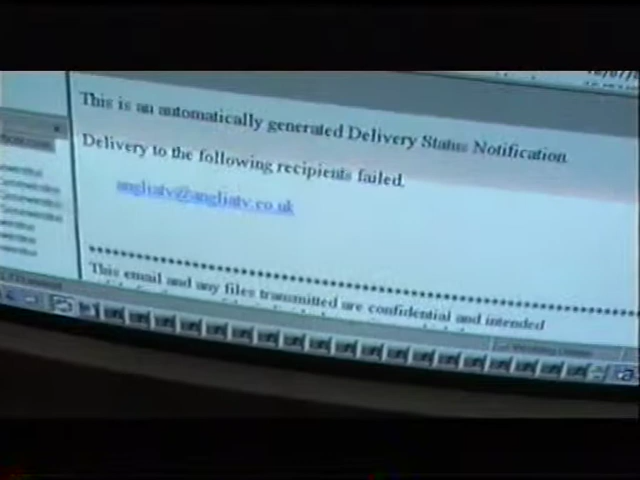 This is an automatically generated Delivery Status Notification.
Delivery to the following recipients failed.
angliatv@angliatv.co.uk
This email and any files transmitted are confidential and intended